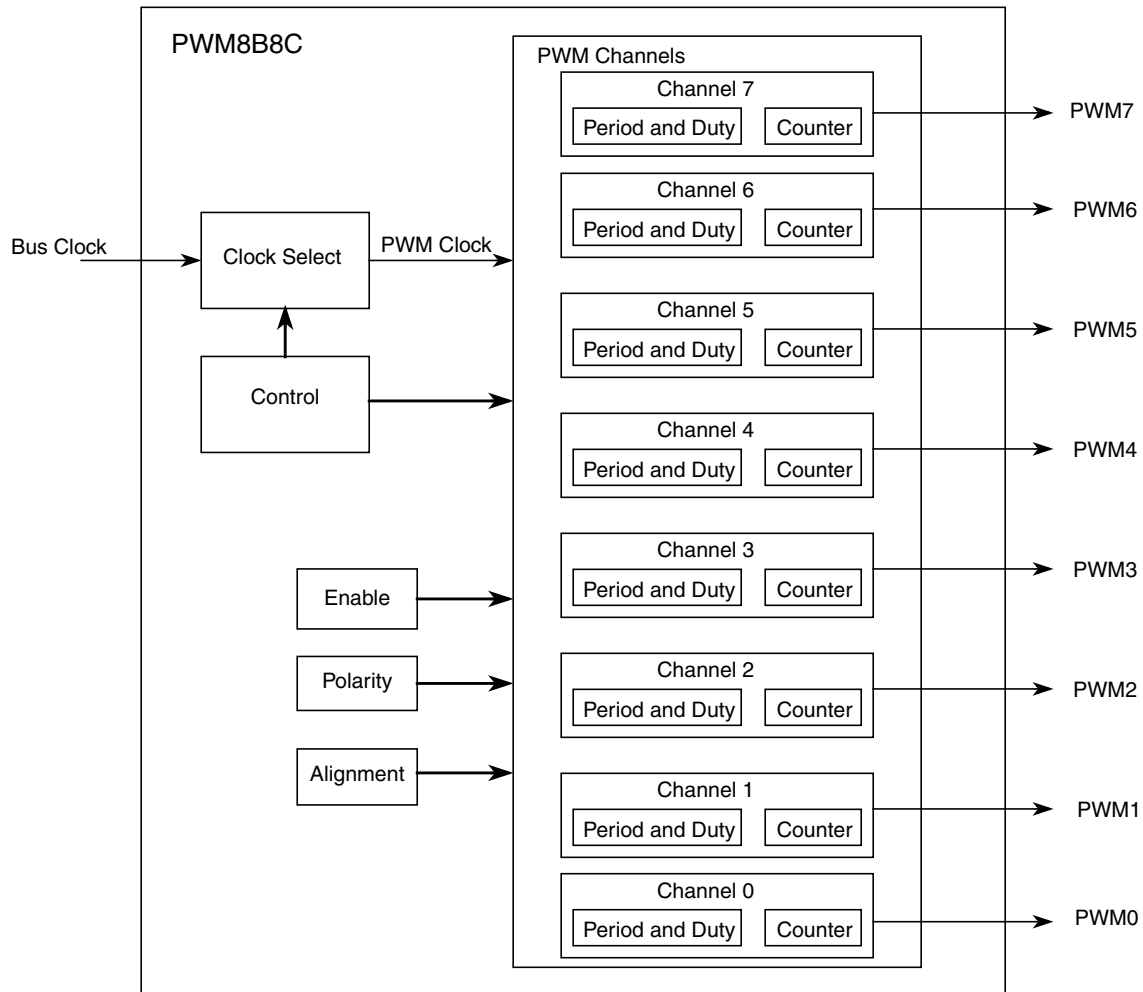 PWM8B8C
PWM Channels
Channel 7
Period and Duty
Counter
PWM7
Channel 6
Period and Duty
Counter
PWM6
Bus Clock
Clock Select
PWM Clock
Control
Channel 5
Period and Duty
Counter
PWM5
Channel 4
Period and Duty
Counter
PWM4
Channel 3
Period and Duty
Counter
PWM3
Enable
Polarity
Alignment
Channel 2
Period and Duty
Counter
PWM2
Channel 1
Period and Duty
Counter
PWM1
Channel 0
Period and Duty
Counter
PWM0